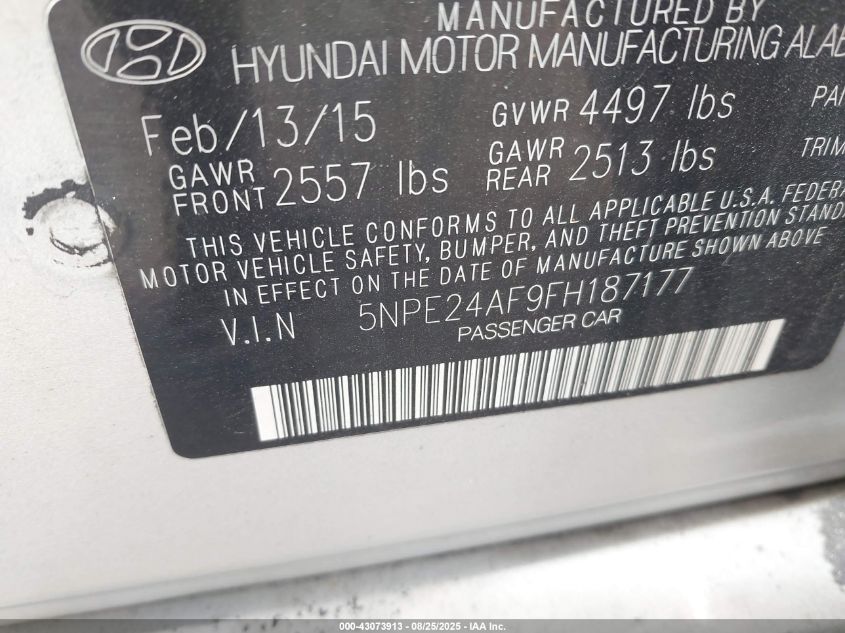 MANUFACTURED BY
HYUNDAI MOTOR MANUFACTURING ALAB
Feb/13/15 GVWR 4497 lbs PAI
GAWR FRONT 2557 lbs GAWR REAR 2513 lbs TRIM
THIS VEHICLE CONFORMS TO ALL APPLICABLE U.S.A. FEDERA
MOTOR VEHICLE SAFETY, BUMPER, AND THEFT PREVENTION STAND
IN EFFECT ON THE DATE OF MANUFACTURE SHOWN ABOVE
V.I.N 5NPE24AF9FH187177
PASSENGER CAR
000-43073913 - 08/25/2025 - IAA Inc.